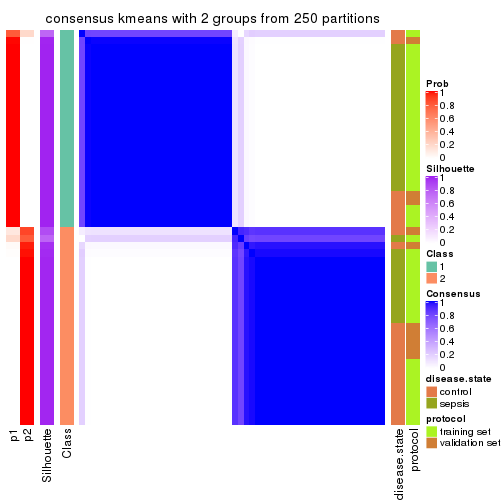 consensus kmeans with 2 groups from 250 partitions
Prob
1
0.8
0.6
0.4
0.2
0
Silhouette
1
0.8
0.6
0.4
0.2
0
Class
1
2
Consensus
1
0.8
0.6
0.4
0.2
0
disease.state
control
sepsis
protocol
training set
validation set
p1
p2
Silhouette
Class
disease.state
protocol